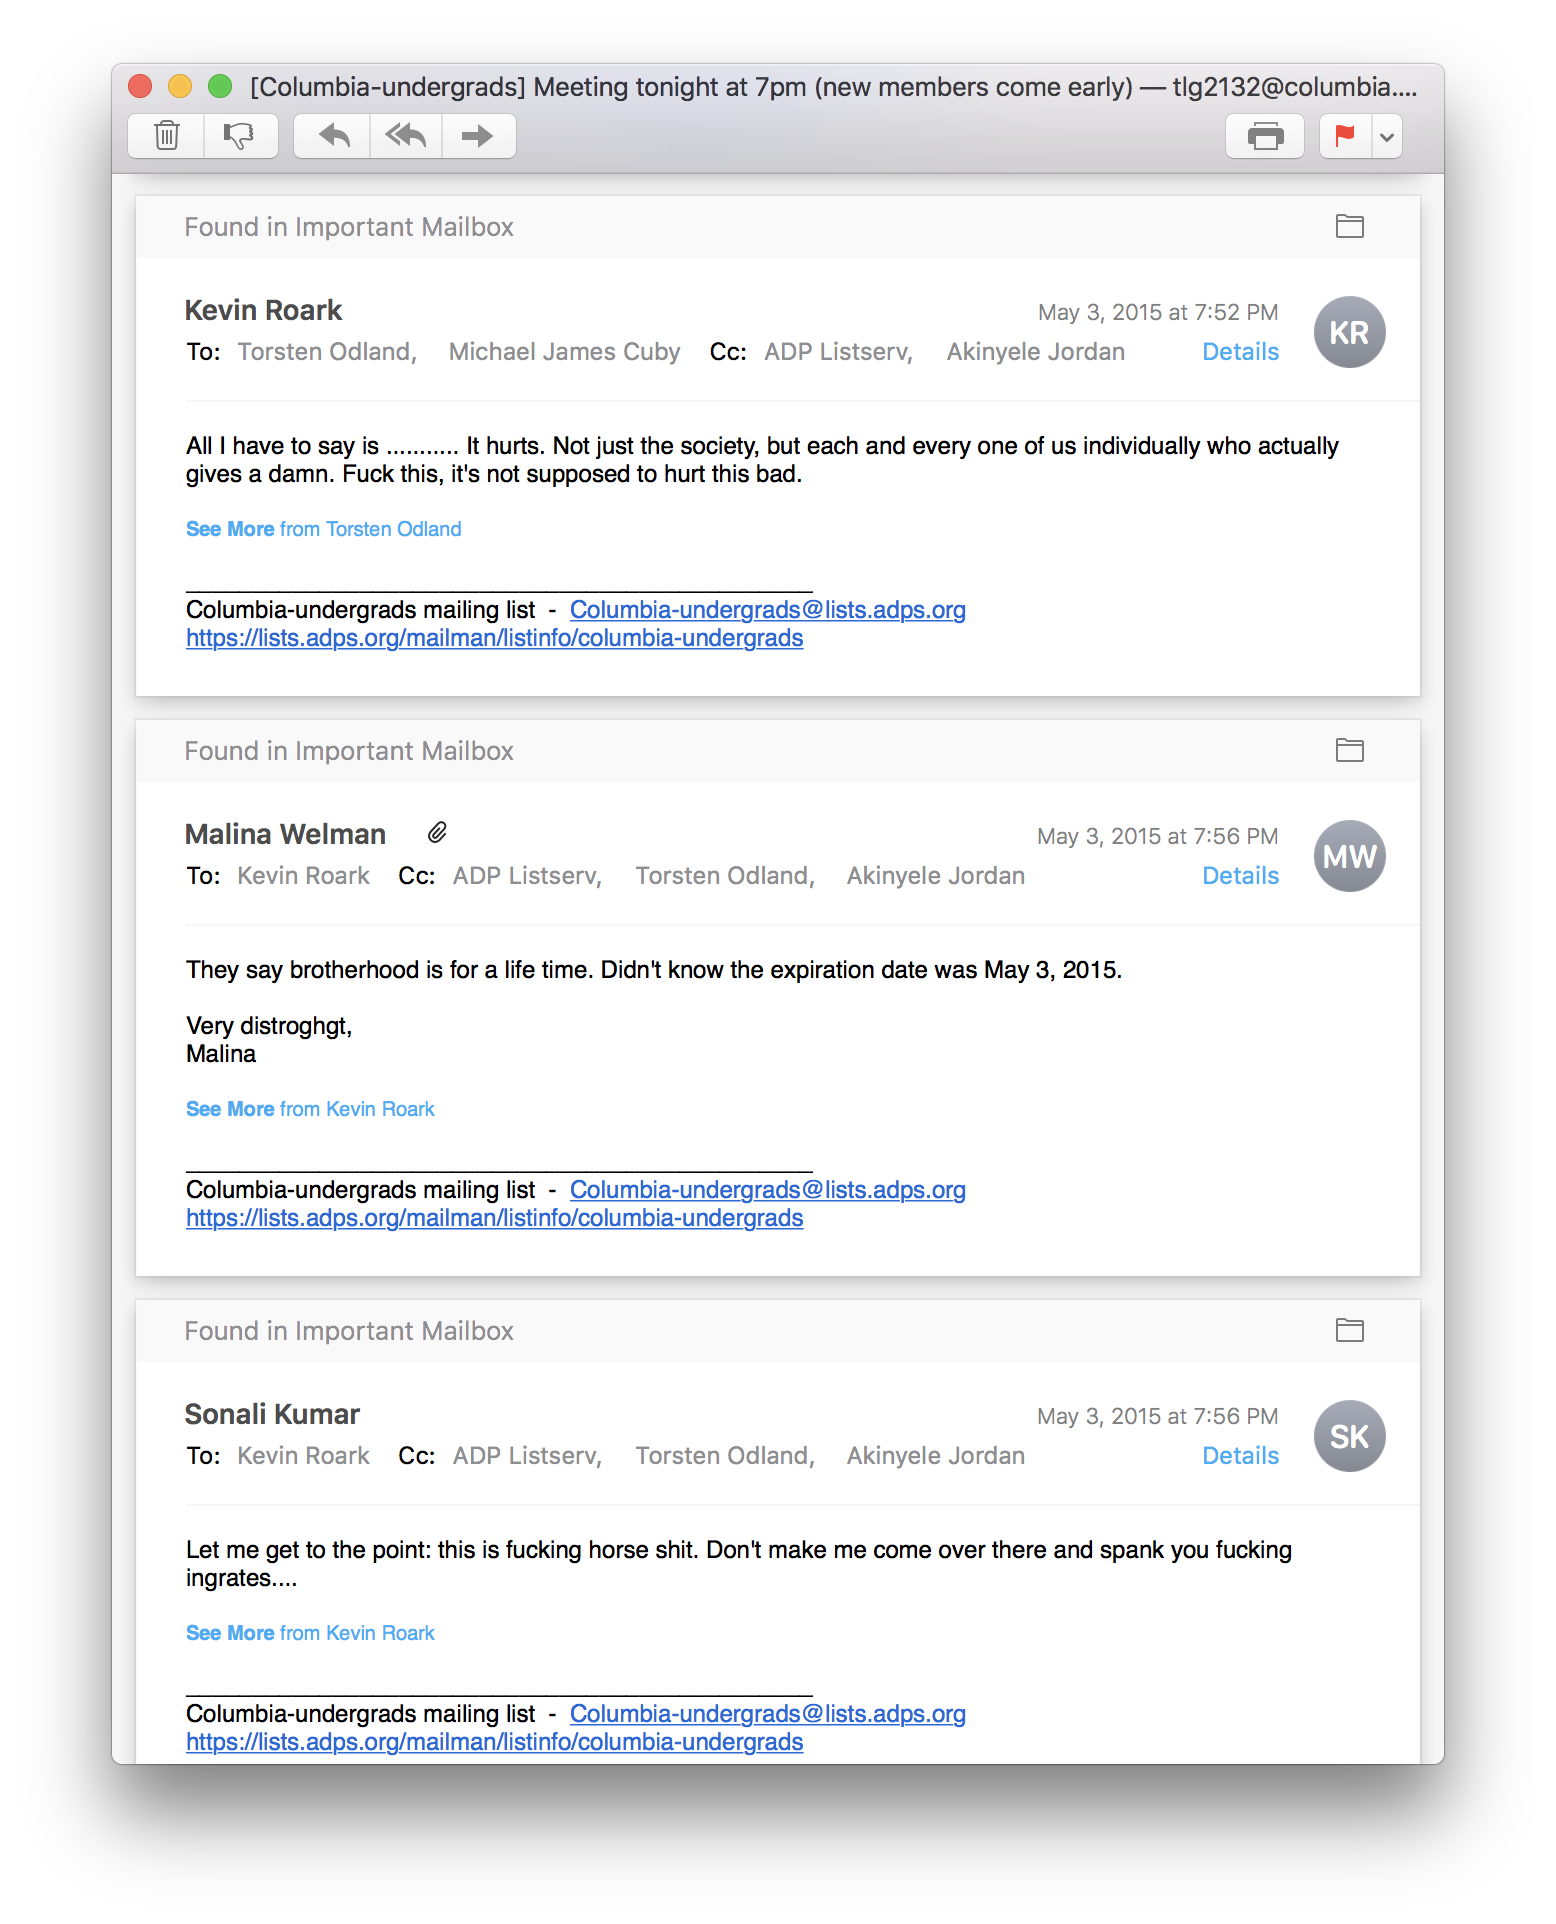 [Columbia-undergrads] Meeting tonight at 7pm (new members come early) — tlg2132@columbia....
Found in Important Mailbox
Kevin Roark
May 3, 2015 at 7:52 PM
KR
To: Torsten Odland, Michael James Cuby Cc: ADP Listserv, Akinyele Jordan
Details
All I have to say is ........... It hurts. Not just the society, but each and every one of us individually who actually
gives a damn. Fuck this, it's not supposed to hurt this bad.
See More from Torsten Odland
_______________________________________________
Columbia-undergrads mailing list - Columbia-undergrads@lists.adps.org
https://lists.adps.org/mailman/listinfo/columbia-undergrads
Found in Important Mailbox
Malina Welman
May 3, 2015 at 7:56 PM
MW
To: Kevin Roark Cc: ADP Listserv, Torsten Odland, Akinyele Jordan
Details
They say brotherhood is for a life time. Didn't know the expiration date was May 3, 2015.
Very distroghgt,
Malina
See More from Kevin Roark
_______________________________________________
Columbia-undergrads mailing list - Columbia-undergrads@lists.adps.org
https://lists.adps.org/mailman/listinfo/columbia-undergrads
Found in Important Mailbox
Sonali Kumar
May 3, 2015 at 7:56 PM
SK
To: Kevin Roark Cc: ADP Listserv, Torsten Odland, Akinyele Jordan
Details
Let me get to the point: this is fucking horse shit. Don't make me come over there and spank you fucking
ingrates....
See More from Kevin Roark
_______________________________________________
Columbia-undergrads mailing list - Columbia-undergrads@lists.adps.org
https://lists.adps.org/mailman/listinfo/columbia-undergrads